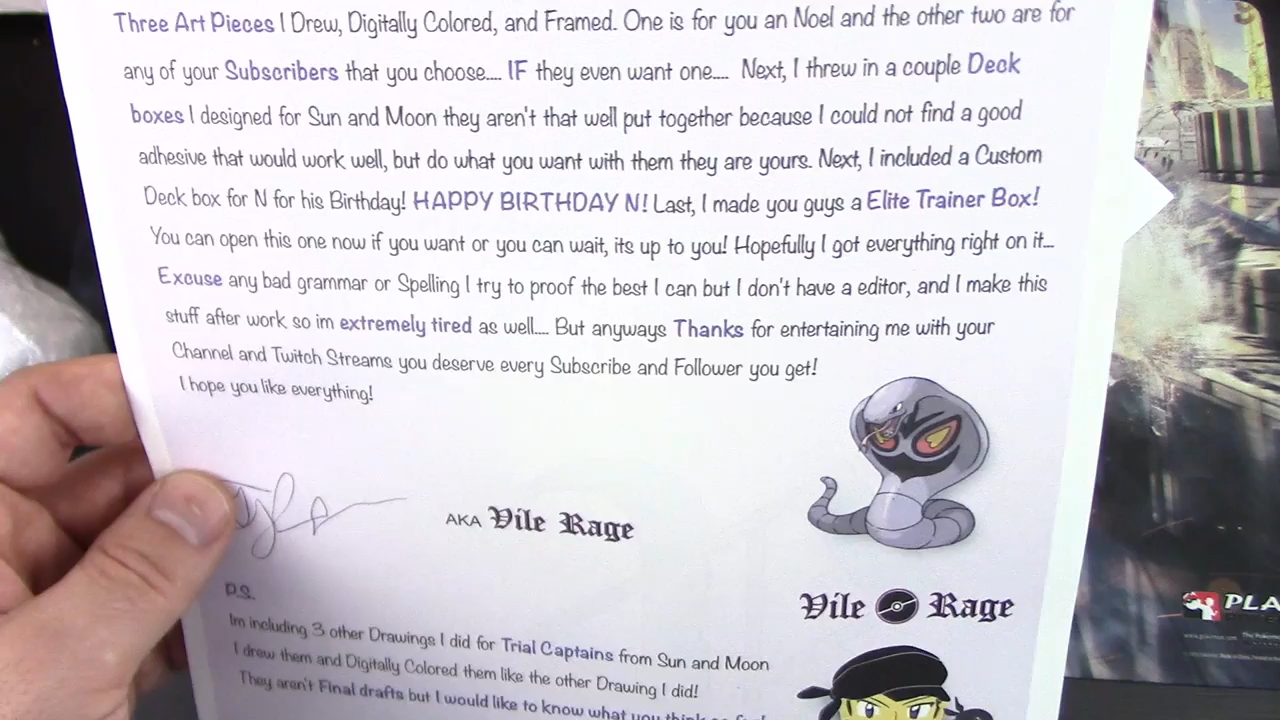 Three Art Pieces I Drew, Digitally Colored, and Framed. One is for you an Noel and the other two are for
any of your Subscribers that you choose.... IF they even want one.... Next, I threw in a couple Deck
boxes I designed for Sun and Moon they aren't that well put together because I could not find a good
adhesive that would work well, but do what you want with them they are yours. Next, I included a Custom
Deck box for N for his Birthday! HAPPY BIRTHDAY N! Last, I made you guys a Elite Trainer Box!
You can open this one now if you want or you can wait, its up to you! Hopefully I got everything right on it...
Excuse any bad grammar or Spelling I try to proof the best I can but I don't have a editor, and I make this
stuff after work so im extremely tired as well.... But anyways Thanks for entertaining me with your
Channel and Twitch Streams you deserve every Subscribe and Follower you get!
I hope you like everything!
AKA Vile Rage
Vile Rage
P.S.
Im including 3 other Drawings I did for Trial Captains from Sun and Moon
I drew them and Digitally Colored them like the other Drawing I did!
They aren't Final drafts but I would like to know what you think
PLA